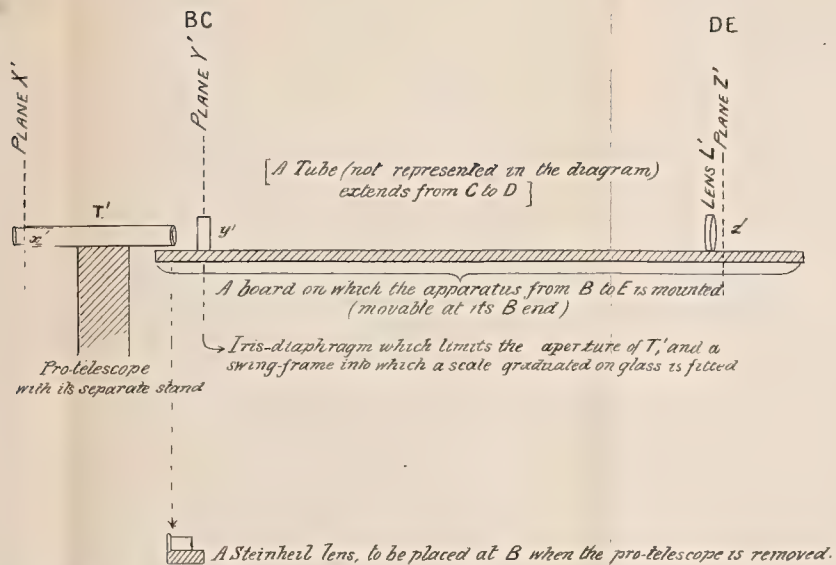 BC
DE
PLANE X'
PLANE Y'
LENS L'
PLANE Z'
[A Tube (not represented in the diagram)
extends from C to D]
T'
x'
y'
z'
A board on which the apparatus from B to E is mounted
(movable at its B end)
Iris-diaphragm which limits the aperture of T', and a
swing-frame into which a scale graduated on glass is fitted
Pro-telescope
with its separate stand
A Steinheil lens, to be placed at B when the pro-telescope is removed.